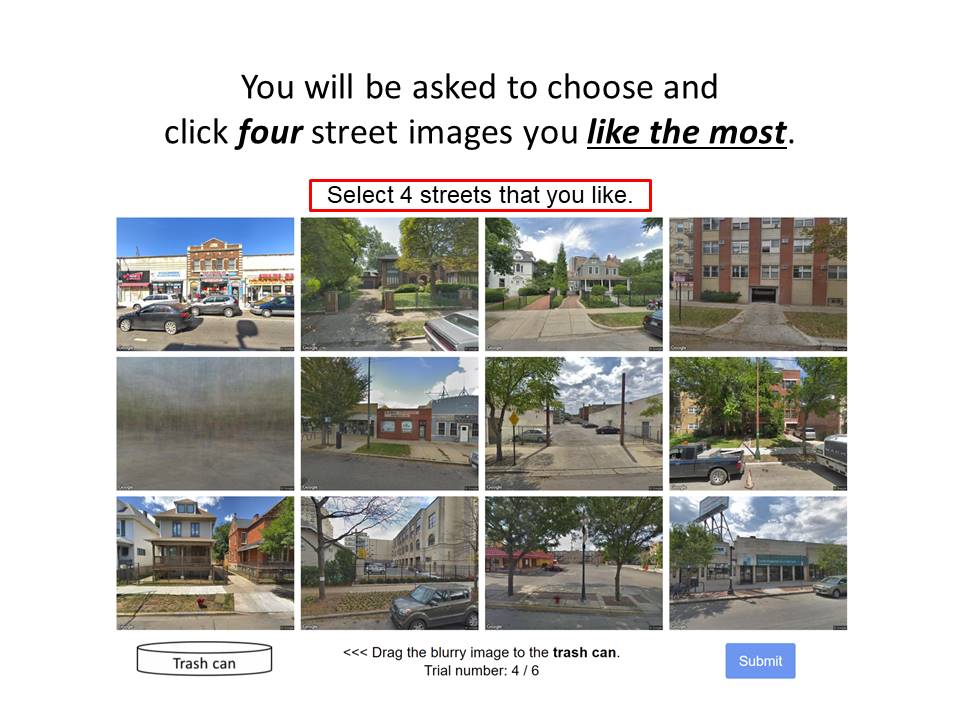 You will be asked to choose and
click four street images you like the most.
Select 4 streets that you like.
Trash can
<<< Drag the blurry image to the trash can.
Trial number: 4 / 6
Submit